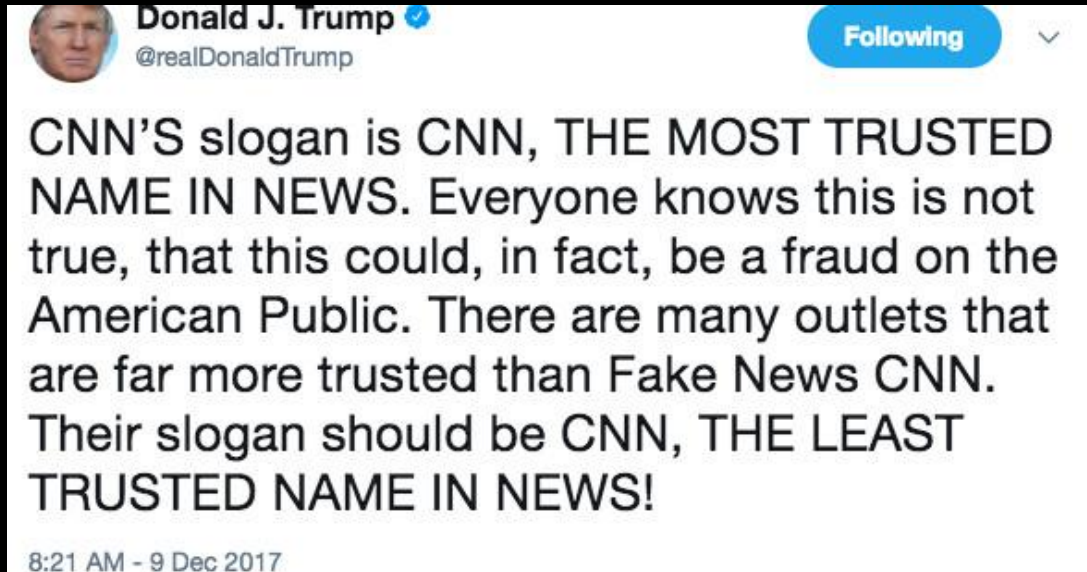 Donald J. Trump
@realDonaldTrump
Following
CNN’S slogan is CNN, THE MOST TRUSTED
NAME IN NEWS. Everyone knows this is not
true, that this could, in fact, be a fraud on the
American Public. There are many outlets that
are far more trusted than Fake News CNN.
Their slogan should be CNN, THE LEAST
TRUSTED NAME IN NEWS!
8:21 AM - 9 Dec 2017